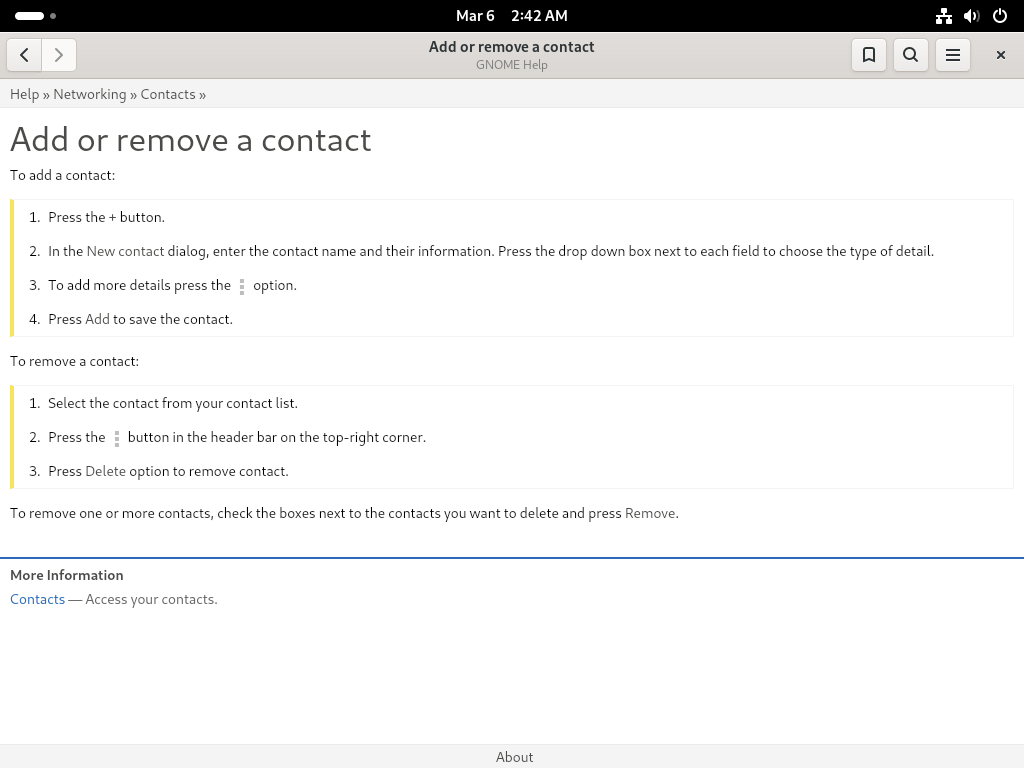 Mar 6 2:42 AM
Add or remove a contact
GNOME Help
Help » Networking » Contacts »
Add or remove a contact
To add a contact:
1. Press the + button.
2. In the New contact dialog, enter the contact name and their information. Press the drop down box next to each field to choose the type of detail.
3. To add more details press the option.
4. Press Add to save the contact.
To remove a contact:
1. Select the contact from your contact list.
2. Press the button in the header bar on the top-right corner.
3. Press Delete option to remove contact.
To remove one or more contacts, check the boxes next to the contacts you want to delete and press Remove.
More Information
Contacts — Access your contacts.
About